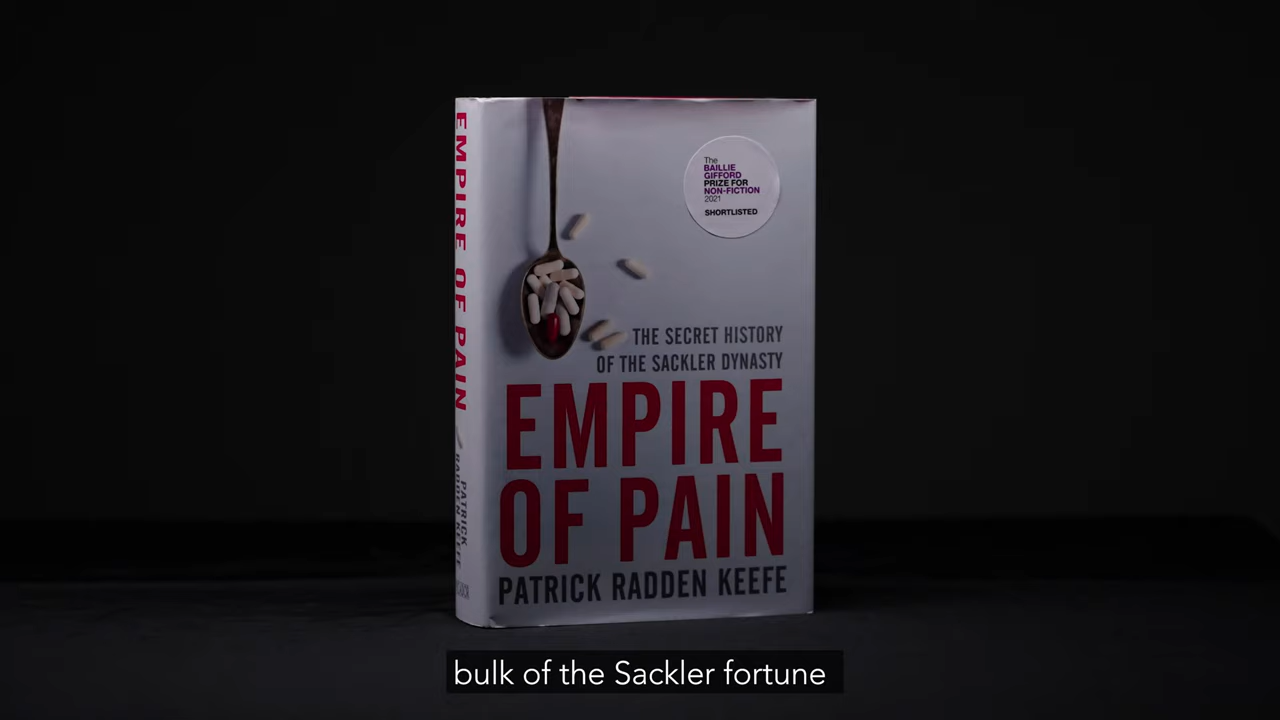 EMPIRE OF PAIN
PATRICK
RADDEN KEEFE
The
BAILLIE
GIFFORD
PRIZE FOR
NON-FICTION
2021
SHORTLISTED
THE SECRET HISTORY
OF THE SACKLER DYNASTY
EMPIRE
OF PAIN
PATRICK RADDEN KEEFE
bulk of the Sackler fortune